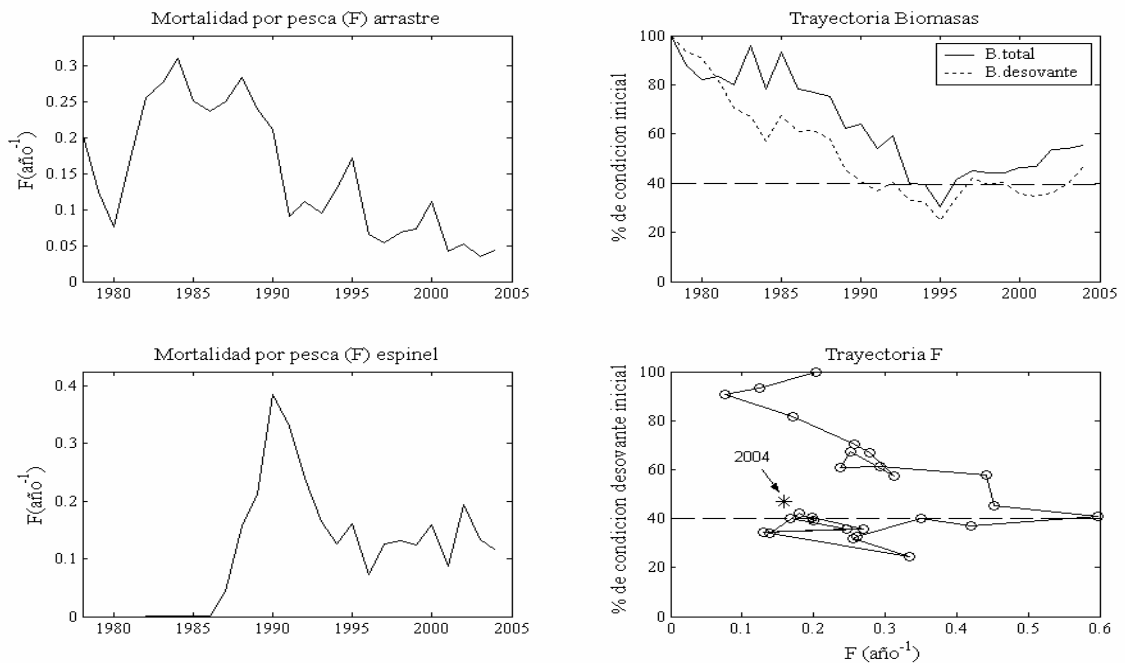 Mortalidad por pesca (F) arrastre
F(año⁻¹)
0.3
0.25
0.2
0.15
0.1
0.05
0
1980 1985 1990 1995 2000 2005
Trayectoria Biomasas
% de condicion inicial
100
80
60
40
20
0
B.total
B.desovante
1980 1985 1990 1995 2000 2005
Mortalidad por pesca (F) espinel
F(año⁻¹)
0.4
0.3
0.2
0.1
0
1980 1985 1990 1995 2000 2005
Trayectoria F
% de condicion desovante inicial
100
80
60
40
20
0
2004
0 0.1 0.2 0.3 0.4 0.5 0.6
F (año⁻¹)